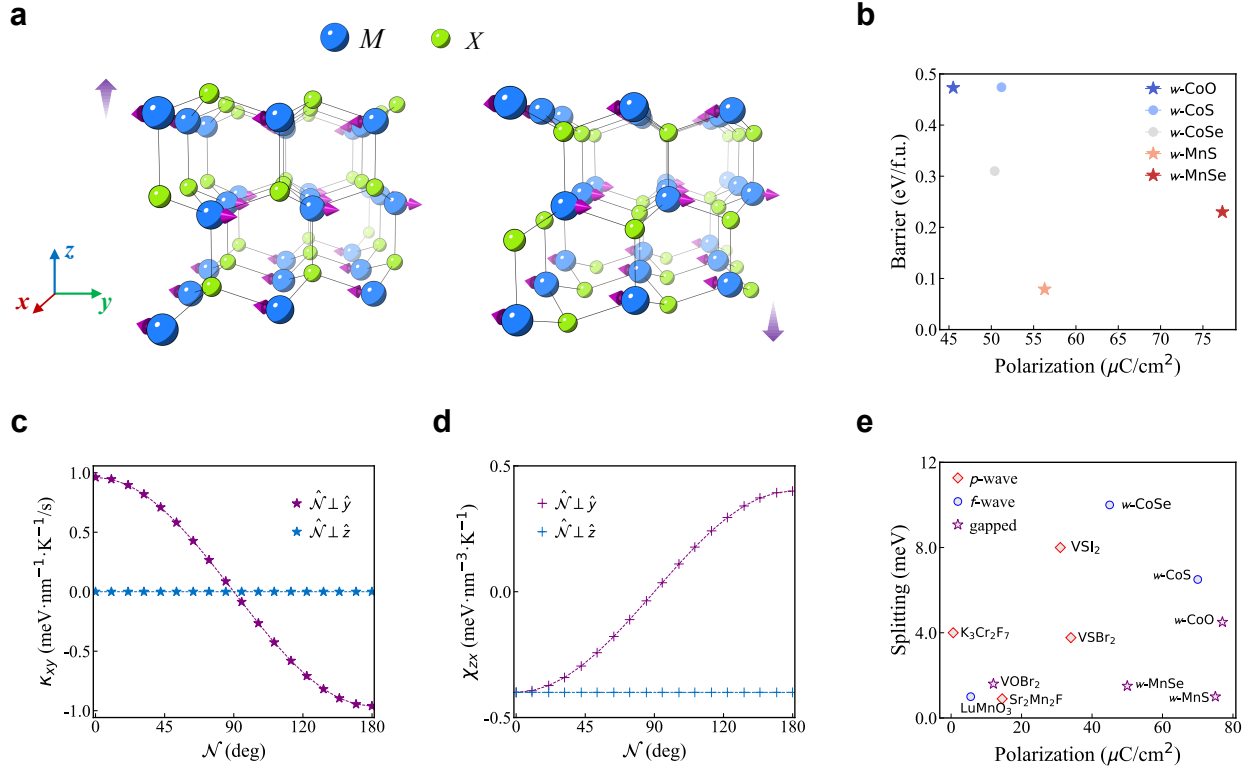 a
M X
z
x y
b
Barrier (eV/f.u.)
0.5
0.4
0.3
0.2
0.1
0.0
45 50 55 60 65 70 75
Polarization (μC/cm²)
w-CoO
w-CoS
w-CoSe
w-MnS
w-MnSe
c
κxy (meV·nm⁻¹·K⁻¹/s)
1.0
0.5
0.0
-0.5
-1.0
0 45 90 135 180
𝒩 (deg)
𝒩̂ ⊥ ŷ
𝒩̂ ⊥ ẑ
d
χzx (meV·nm⁻³·K⁻¹)
0.5
0.0
-0.5
0 45 90 135 180
𝒩 (deg)
𝒩̂ ⊥ ŷ
𝒩̂ ⊥ ẑ
e
Splitting (meV)
12
8.0
4.0
0.0
0 20 40 60 80
Polarization (μC/cm²)
p-wave
f-wave
gapped
w-CoSe
VSI₂
w-CoS
w-CoO
K₃Cr₂F₇
VSBr₂
VOBr₂
w-MnSe
w-MnS
Sr₂Mn₂F
LuMnO₃